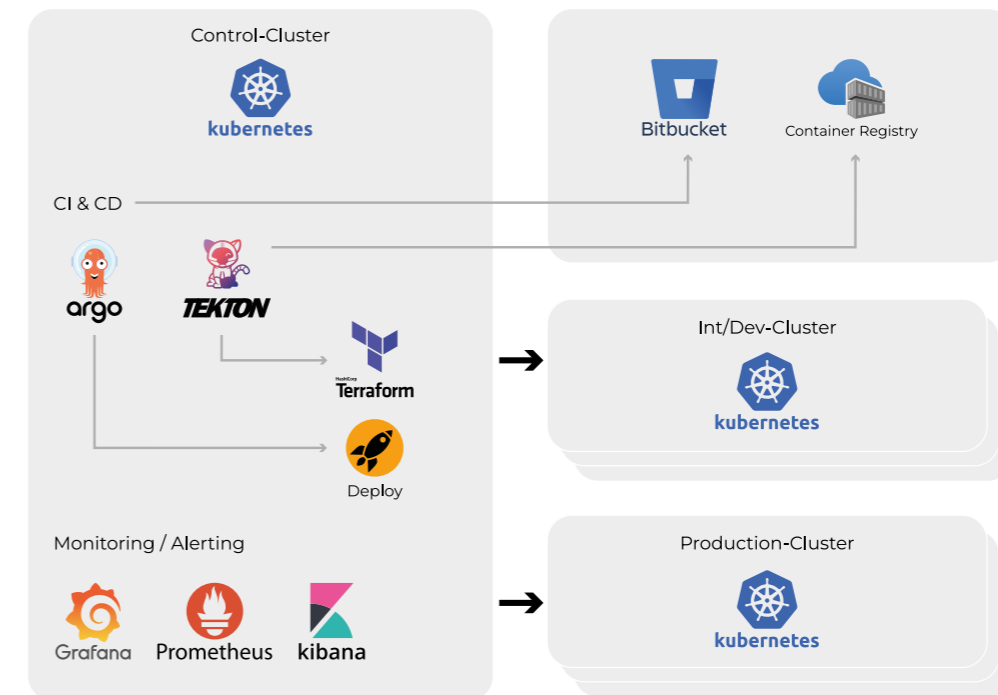 Control-Cluster
kubernetes
Bitbucket
Container Registry
CI & CD
argo
TEKTON
HashiCorp
Terraform
Deploy
Int/Dev-Cluster
kubernetes
Monitoring / Alerting
Grafana
Prometheus
kibana
Production-Cluster
kubernetes